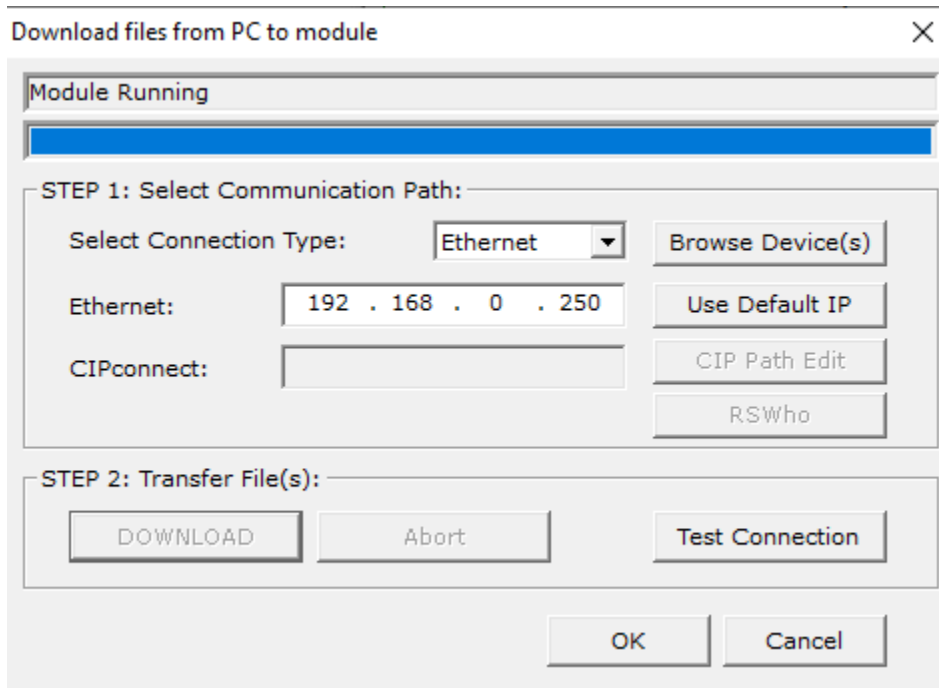 Download files from PC to module
Module Running
STEP 1: Select Communication Path:
Select Connection Type:
Ethernet
Browse Device(s)
Ethernet:
192 . 168 . 0 . 250
Use Default IP
CIPconnect:
CIP Path Edit
RSWho
STEP 2: Transfer File(s):
DOWNLOAD
Abort
Test Connection
OK
Cancel